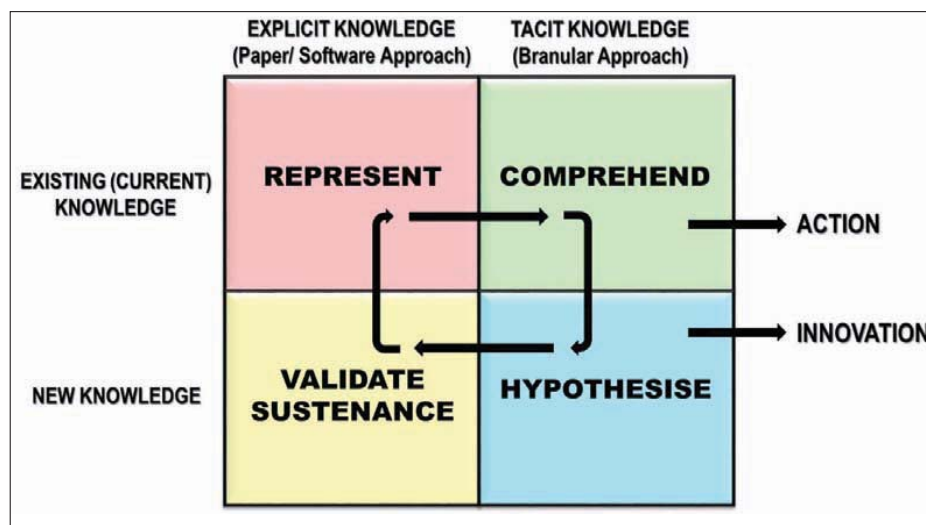 EXPLICIT KNOWLEDGE
(Paper/ Software Approach)
TACIT KNOWLEDGE
(Branular Approach)
EXISTING (CURRENT)
KNOWLEDGE
REPRESENT
COMPREHEND
ACTION
INNOVATION
NEW KNOWLEDGE
VALIDATE
SUSTENANCE
HYPOTHESISE